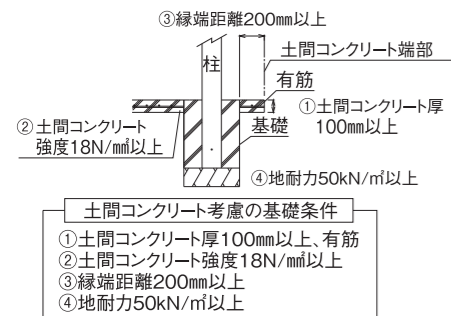 ③縁端距離200㎜以上
土間コンクリート端部
柱
有筋
①土間コンクリート厚
100㎜以上
基礎
②土間コンクリート
強度18N/㎟以上
④地耐力50kN/㎡以上
土間コンクリート考慮の基礎条件
①土間コンクリート厚100㎜以上、有筋
②土間コンクリート強度18N/㎟以上
③縁端距離200㎜以上
④地耐力50kN/㎡以上